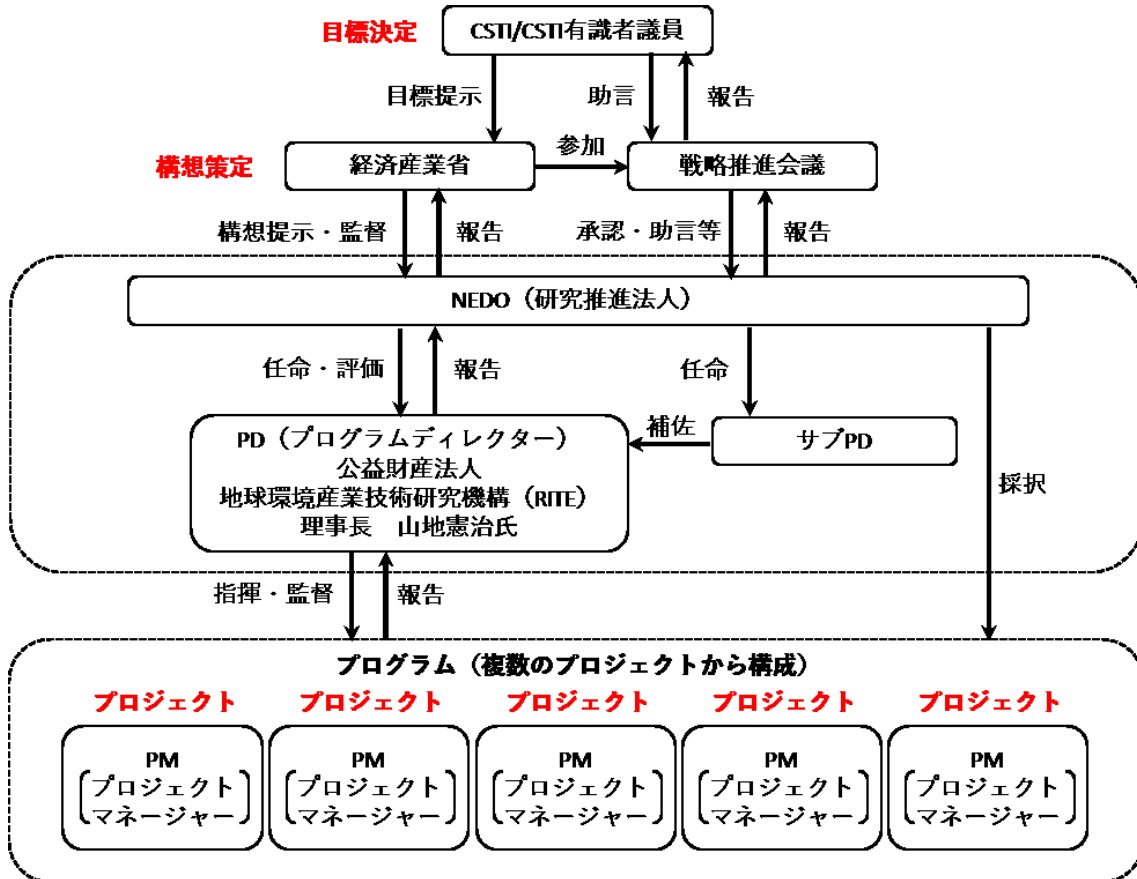 目標決定
CSTI/CSTI有識者議員
目標提示
助言
報告
構想策定
経済産業省
参加
戦略推進会議
構想提示・監督
報告
承認・助言等
報告
NEDO（研究推進法人）
任命・評価
報告
任命
採択
PD（プログラムディレクター）
公益財産法人
地球環境産業技術研究機構（RITE）
理事長　山地憲治氏
補佐
サブPD
指揮・監督
報告
プログラム（複数のプロジェクトから構成）
プロジェクト
プロジェクト
プロジェクト
プロジェクト
プロジェクト
PM
プロジェクト
マネージャー
PM
プロジェクト
マネージャー
PM
プロジェクト
マネージャー
PM
プロジェクト
マネージャー
PM
プロジェクト
マネージャー